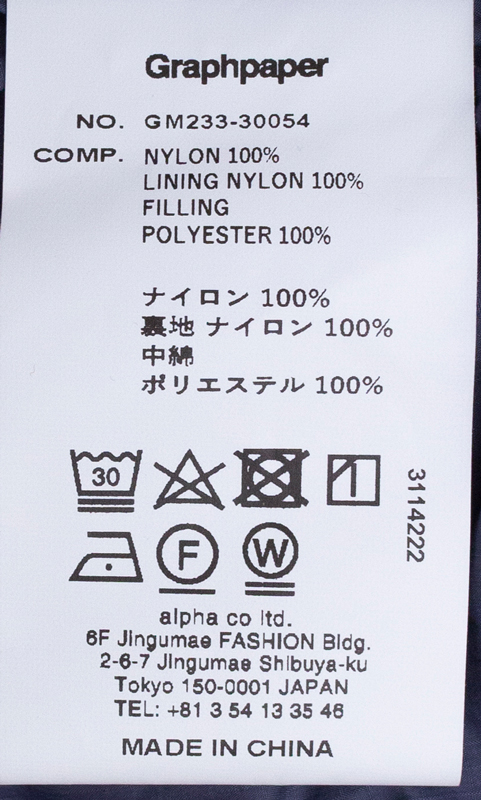 Graphpaper
NO. GM233-30054
COMP. NYLON 100%
LINING NYLON 100%
FILLING
POLYESTER 100%
ナイロン 100%
裏地 ナイロン 100%
中綿
ポリエステル 100%
30
3114222
F W
alpha co ltd.
6F Jingumae FASHION Bldg.
2-6-7 Jingumae Shibuya-ku
Tokyo 150-0001 JAPAN
TEL: +81 3 54 13 35 46
MADE IN CHINA